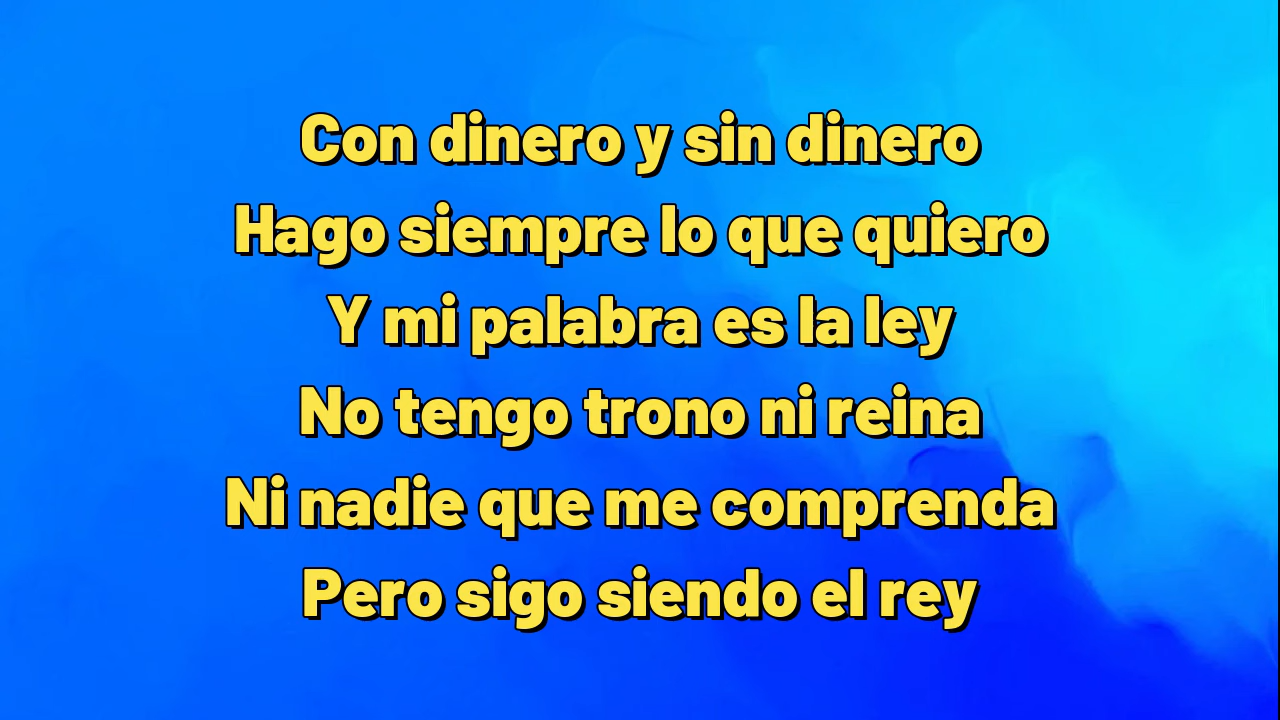 Con dinero y sin dinero
Hago siempre lo que quiero
Y mi palabra es la ley
No tengo trono ni reina
Ni nadie que me comprenda
Pero sigo siendo el rey